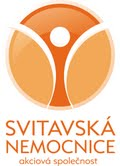 SVITAVSKÁ
NEMOCNICE
akciová společnost